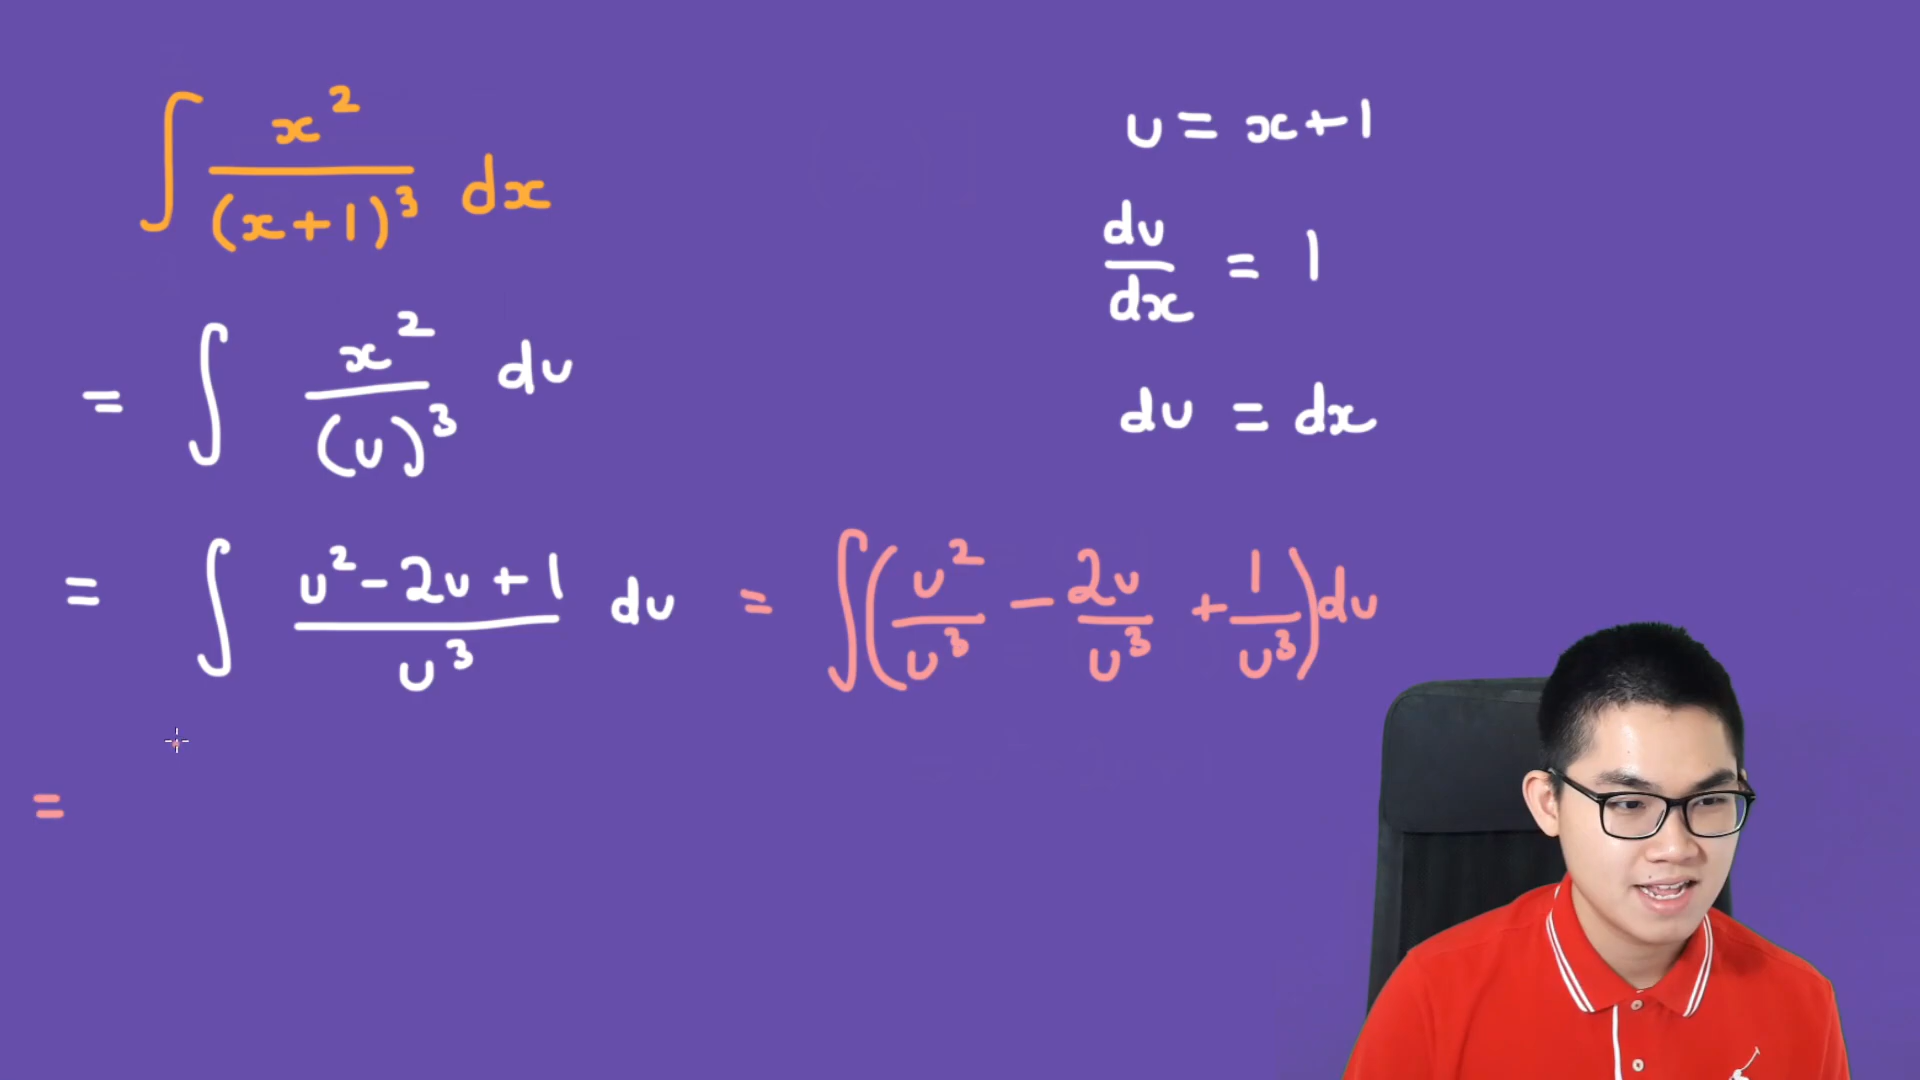 ∫ x²/(x+1)³ dx
= ∫ x²/(u)³ du
= ∫ (u²-2u+1)/u³ du = ∫(u²/u³ - 2u/u³ + 1/u³)du
=
u = x+1
du/dx = 1
du = dx